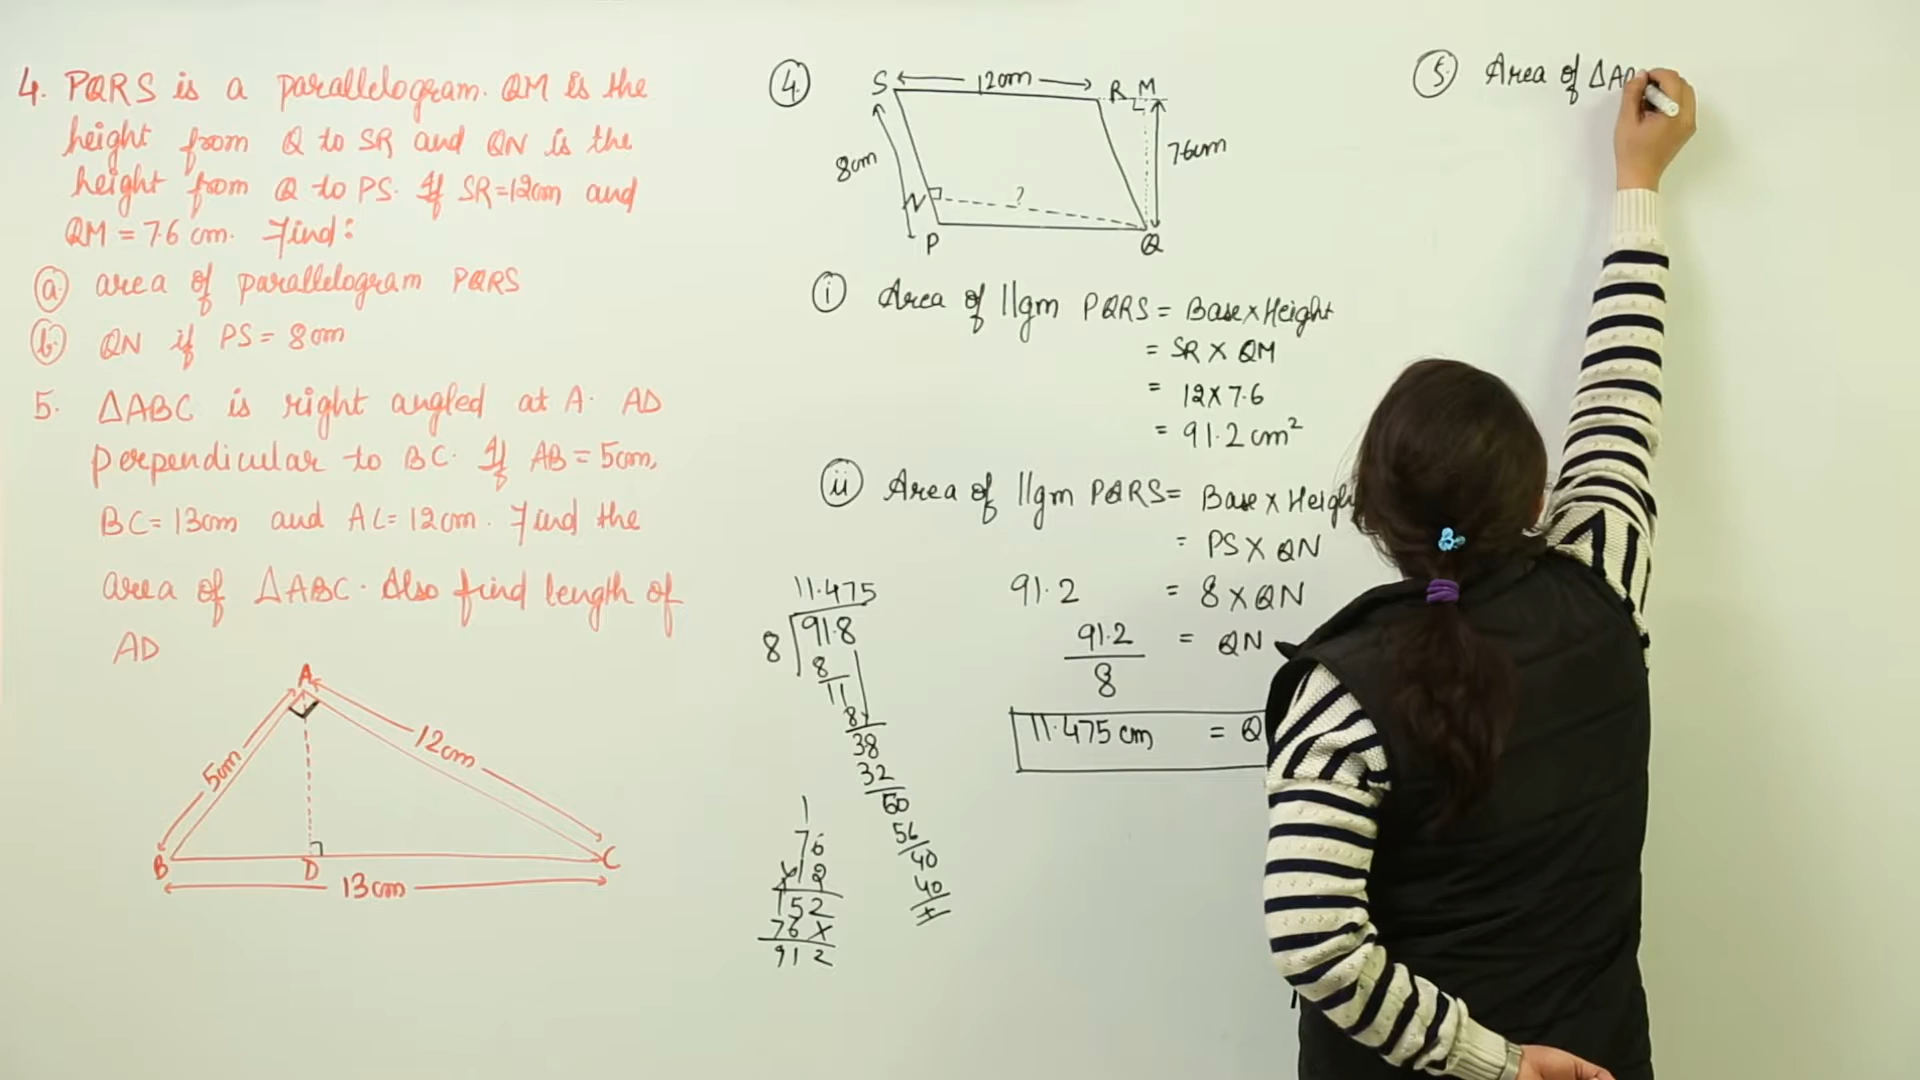 4. PQRS is a parallelogram. QM is the
height from Q to SR and QN is the
height from Q to PS. If SR=12cm and
QM = 7.6 cm. Find:
a. area of parallelogram PQRS
b. QN if PS = 8cm
5. ΔABC is right angled at A. AD
perpendicular to BC. If AB = 5cm,
BC = 13cm and AC = 12cm. Find the
area of ΔABC. Also find length of
AD
A
5cm
12cm
B
D
C
13cm
4.
S
12cm
R
M
8cm
7.6cm
N
?
P
Q
i Area of llgm PQRS = Base×Height
= SR × QM
= 12×7.6
= 91.2 cm²
ii Area of llgm PQRS = Base × Heigh
= PS × QN
91.2 = 8 × QN
91.2 = QN
8
11.475 cm = Q
11.475
8 91.8
8
11
8
38
32
60
56
40
40
×
1
76
×12
152
76×
912
5. Area of Δ